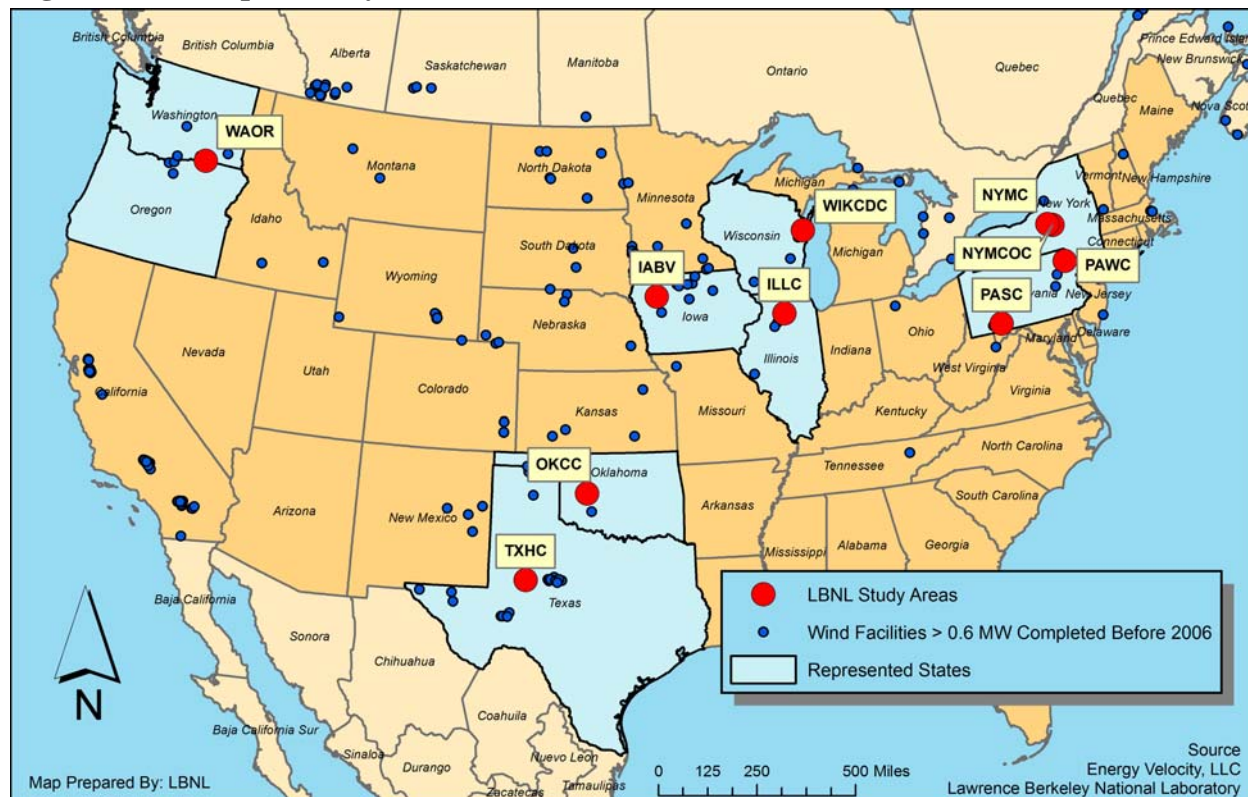 British Columbia
British Columbia
Alberta
Saskatchewan
Manitoba
Ontario
Quebec
Prince Edward Islan
New Brunswick
Quebec
Maine
Nova Scot
Washington
WAOR
Montana
North Dakota
Minnesota
Michigan
Vermont
New Hampshire
NYMC
New York
Massachusetts
Oregon
Idaho
South Dakota
Wisconsin
WIKCDC
Michigan
NYMCOC
Connecticut
PAWC
Wyoming
IABV
ILLC
PASC
vania
New Jersey
Nebraska
Iowa
Ohio
Delaware
Maryland
Nevada
Utah
Illinois
Indiana
West Virginia
Virginia
California
Colorado
Kansas
Missouri
Kentucky
OKCC
Oklahoma
Tennessee
North Carolina
Arizona
New Mexico
Arkansas
South Carolina
Mississippi
Alabama
Georgia
TXHC
Texas
Baja California
Sonora
Chihuahua
Coahuila
Baja California Sur
Sinaloa
Durango
Nuevo Leon
Zacatecas
Tamaulipas
N
LBNL Study Areas
Wind Facilities > 0.6 MW Completed Before 2006
Represented States
0 125 250 500 Miles
Map Prepared By: LBNL
Source
Energy Velocity, LLC
Lawrence Berkeley National Laboratory